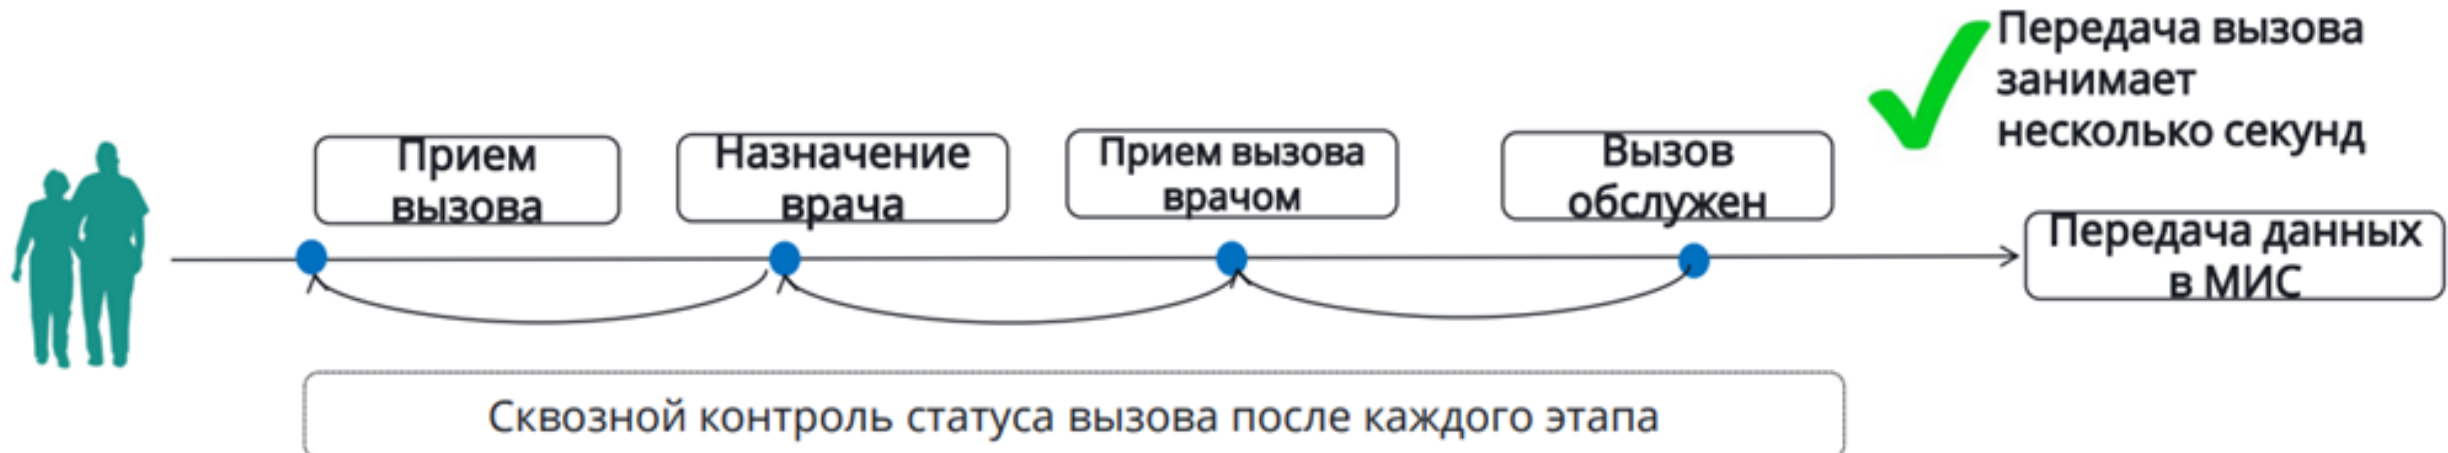 Передача вызова
занимает
несколько секунд
Прием
вызова
Назначение
врача
Прием вызова
врачом
Вызов
обслужен
Передача данных
в МИС
Сквозной контроль статуса вызова после каждого этапа